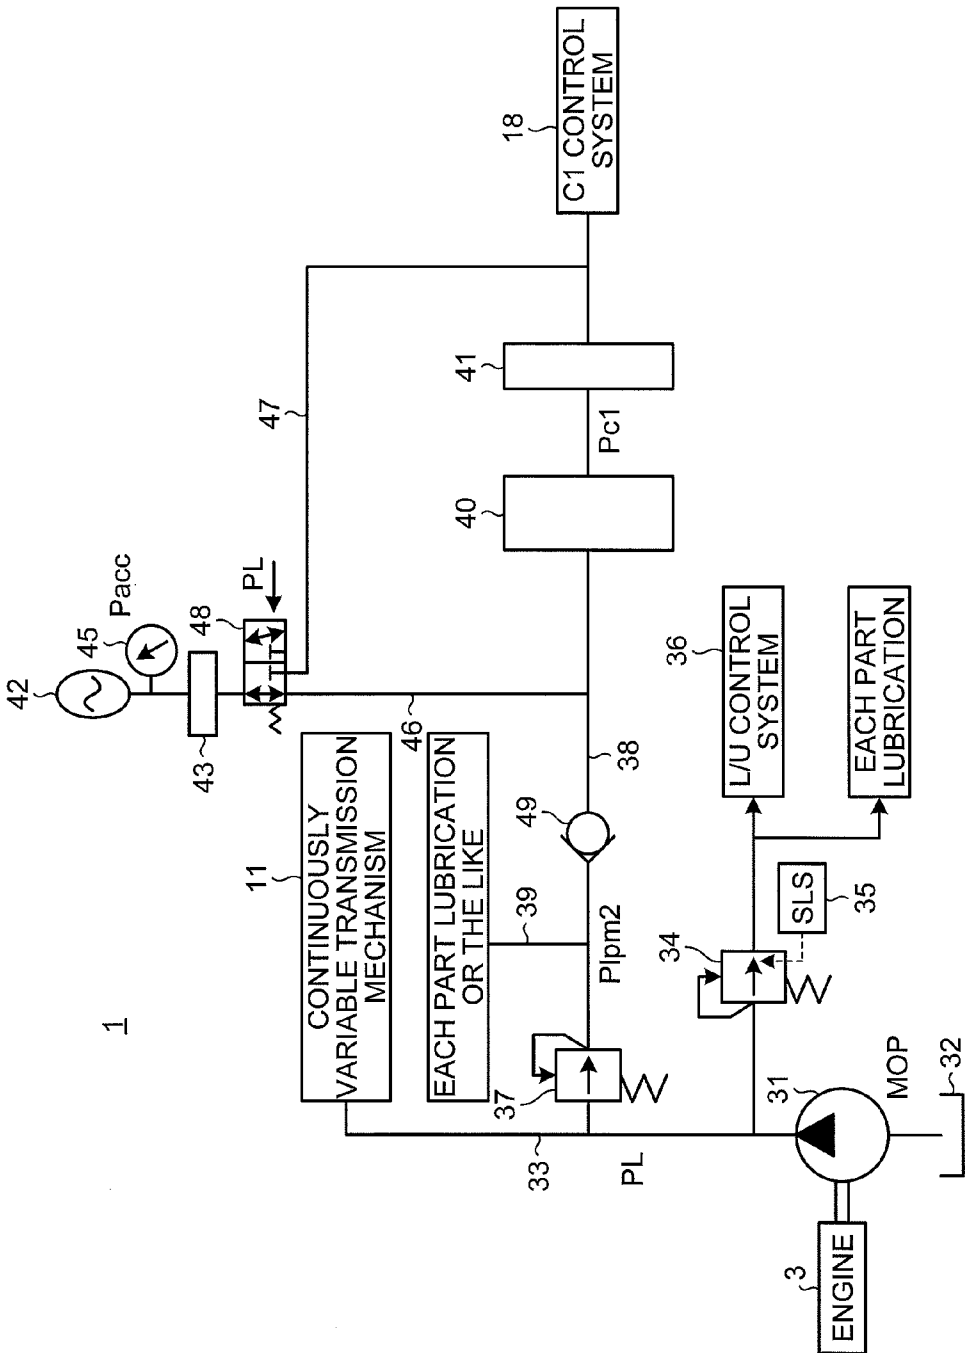 1
42
45
Pacc
43
48
PL
46
47
11
CONTINUOUSLY
VARIABLE TRANSMISSION
MECHANISM
EACH PART LUBRICATION
OR THE LIKE
39
33
PL
37
Plpm2
49
38
40
Pc1
41
18
C1 CONTROL
SYSTEM
34
SLS
35
36
L/U CONTROL
SYSTEM
EACH PART
LUBRICATION
3
ENGINE
31
MOP
32